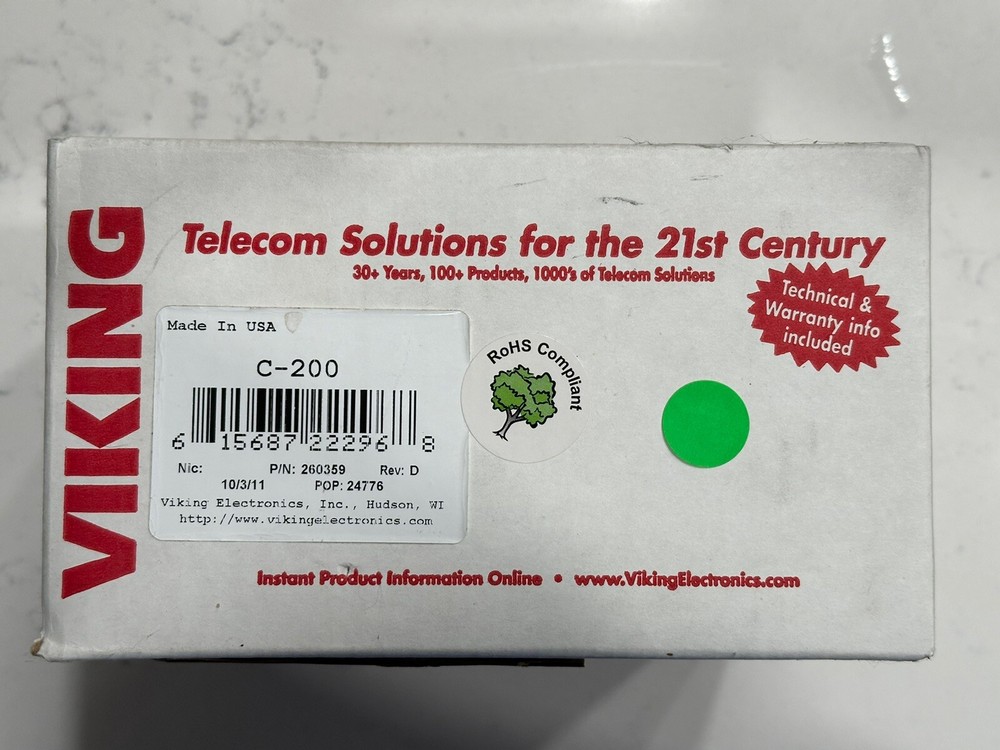 VIKING
Telecom Solutions for the 21st Century
30+ Years, 100+ Products, 1000's of Telecom Solutions
Technical &
Warranty info
included
Made In USA
C-200
6 15687 22296 8
Nic: P/N: 260359 Rev: D
10/3/11 POP: 24776
Viking Electronics, Inc., Hudson, WI
http://www.vikingelectronics.com
RoHS Compliant
Instant Product Information Online • www.VikingElectronics.com